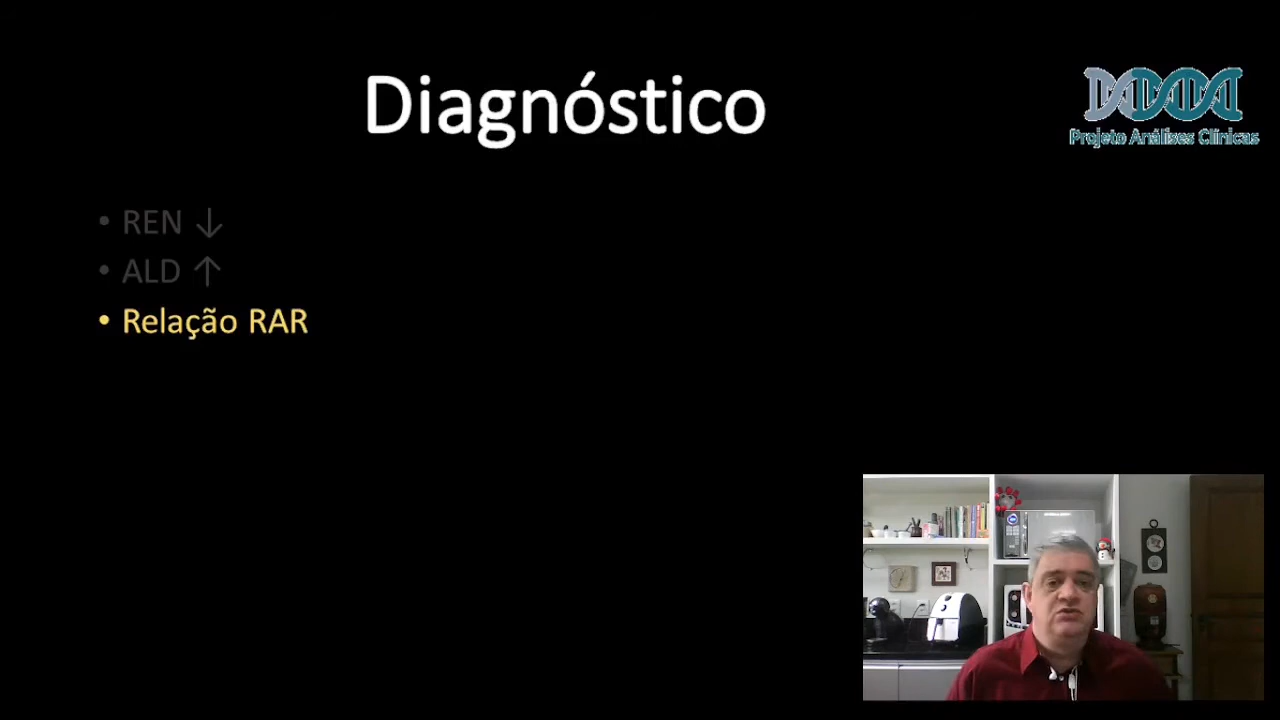 Diagnóstico
Projeto Análises Clínicas
• REN ↓
• ALD ↑
• Relação RAR